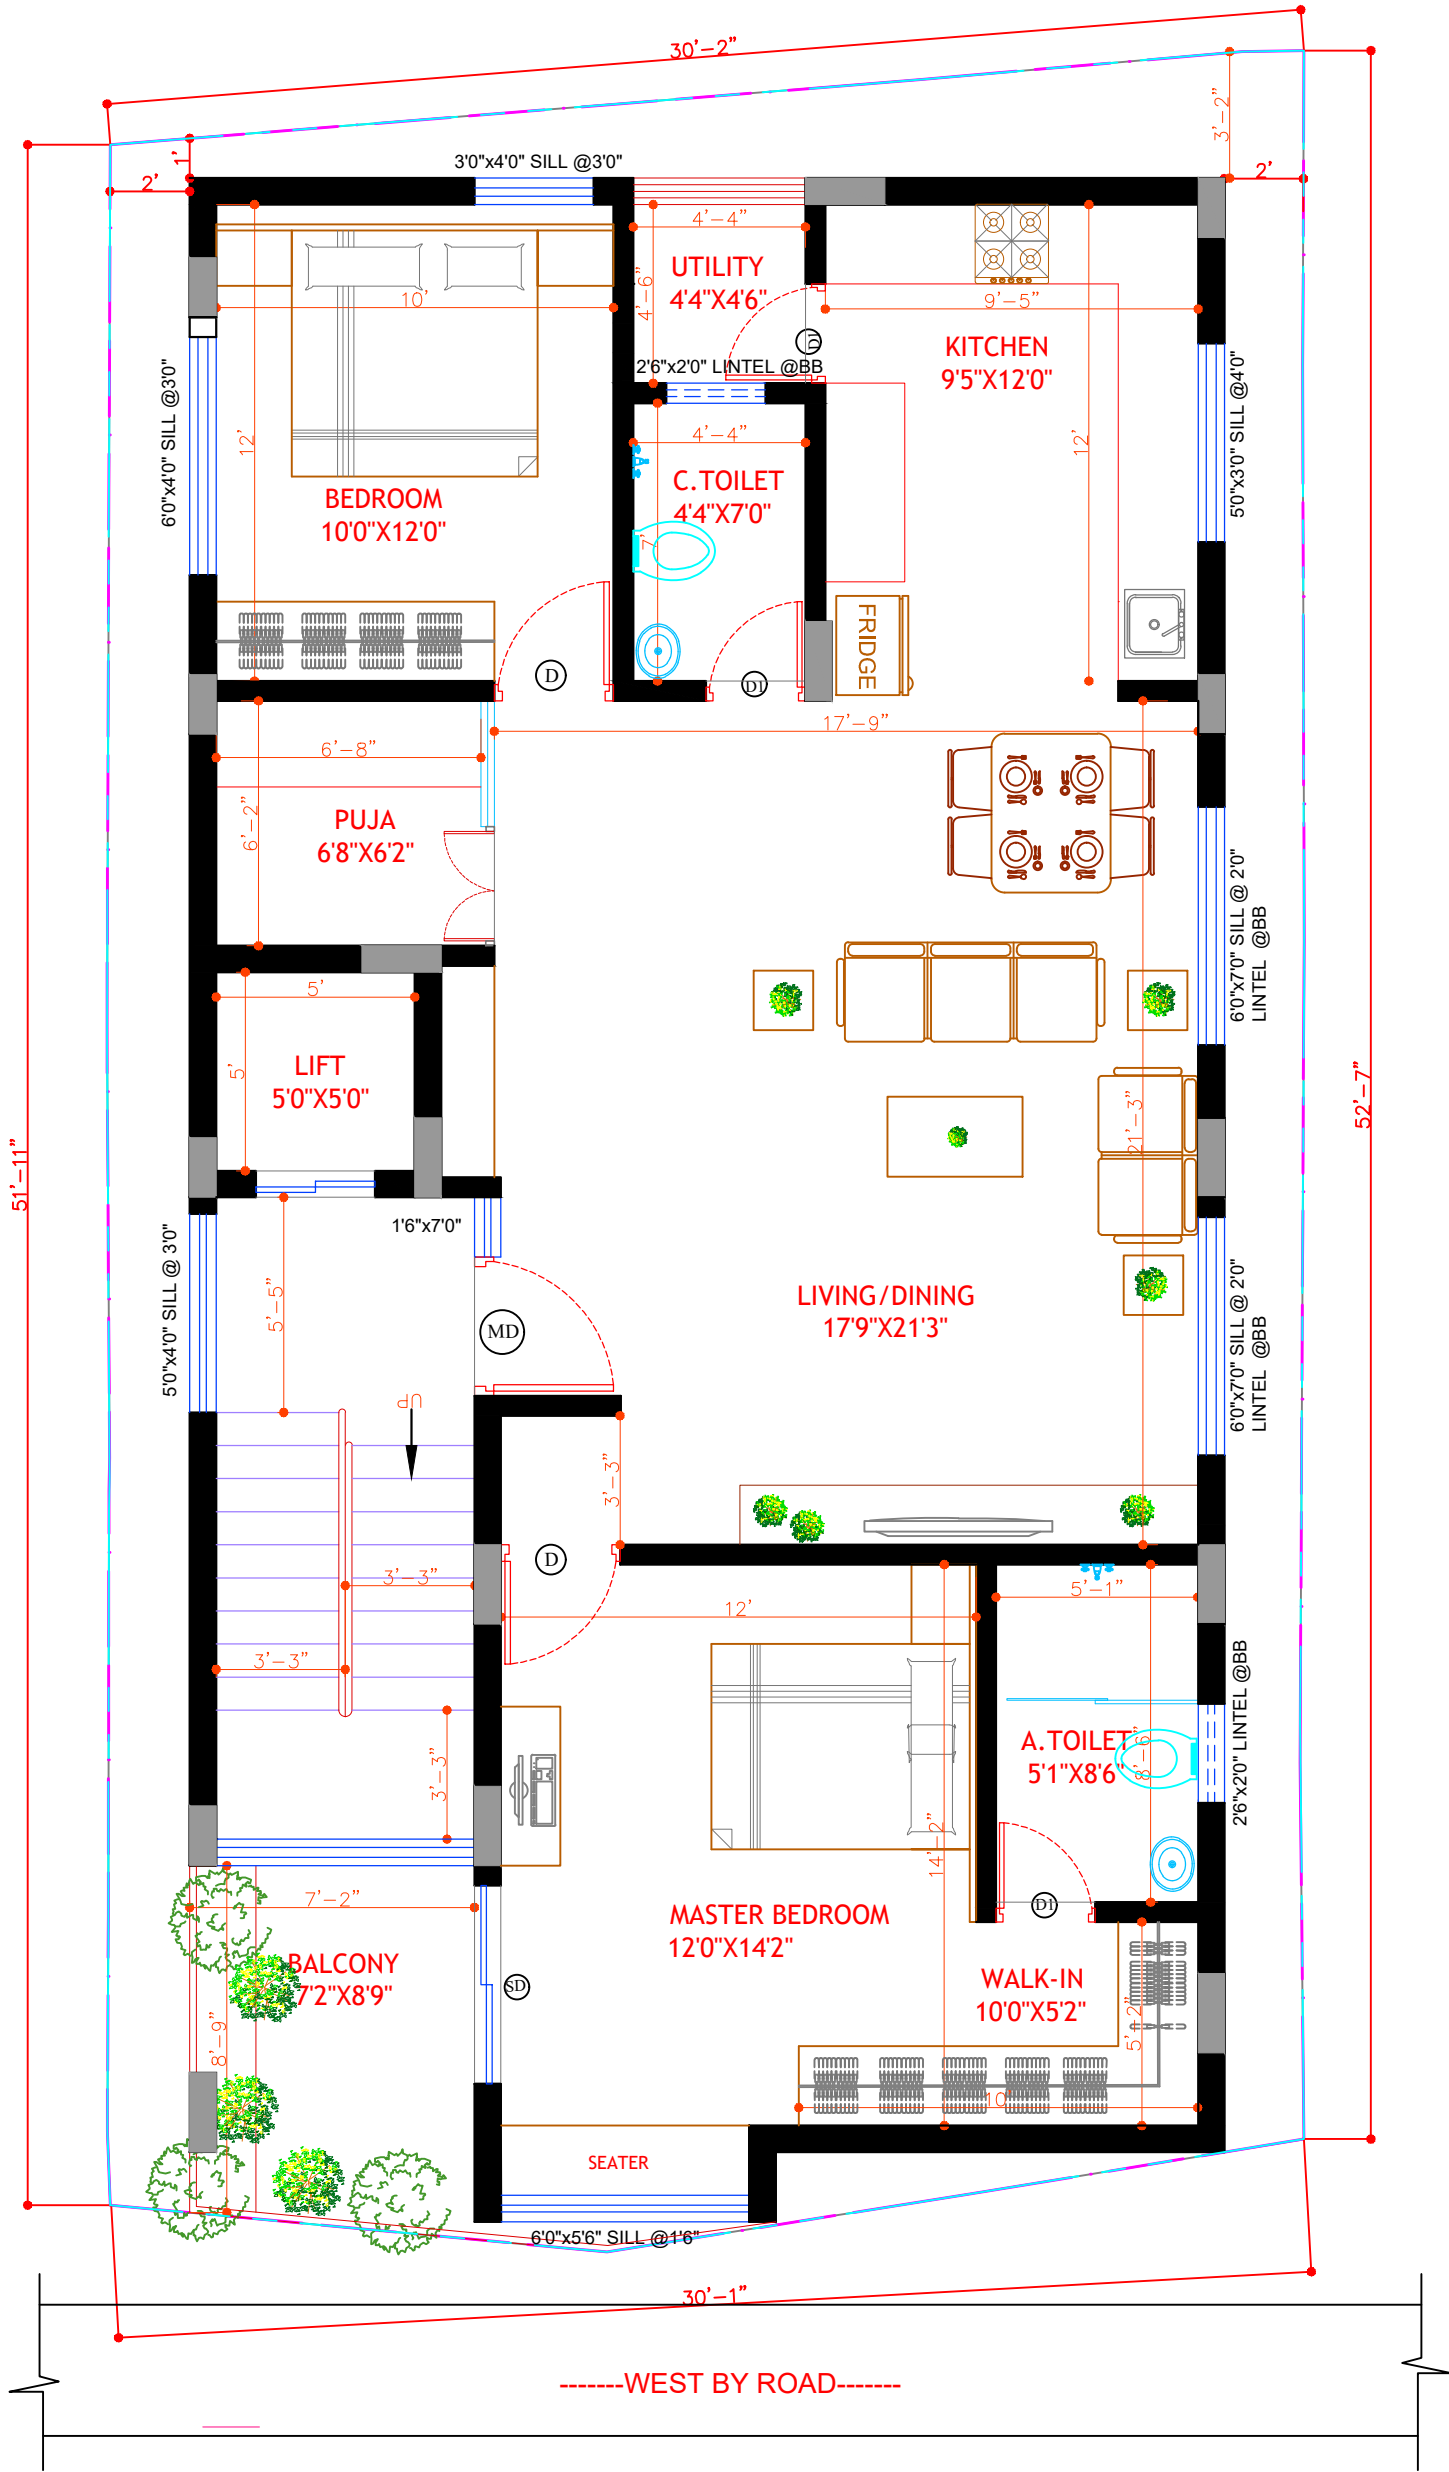 30'-2"
3'-2"
1'
2'
2'
3'0"x4'0" SILL @3'0"
4'-4"
UTILITY
4'4"X4'6"
4'-6"
10'
9'-5"
D1
KITCHEN
9'5"X12'0"
2'6"x2'0" LINTEL @BB
6'0"x4'0" SILL @3'0"
5'0"x3'0" SILL @4'0"
12'
4'-4"
12'
C.TOILET
4'4"X7'0"
7'
BEDROOM
10'0"X12'0"
FRIDGE
D
D1
17'-9"
6'-8"
6'-2"
PUJA
6'8"X6'2"
6'0"x7'0" SILL @ 2'0"
LINTEL @BB
5'
5'
LIFT
5'0"X5'0"
21'-3"
52'-7"
51'-11"
1'6"x7'0"
5'0"x4'0" SILL @ 3'0"
5'-5"
MD
LIVING/DINING
17'9"X21'3"
6'0"x7'0" SILL @ 2'0"
LINTEL @BB
UP
3'-3"
D
3'-3"
12'
5'-1"
3'-3"
2'6"x2'0" LINTEL @BB
A.TOILET
5'1"X8'6"
8'-6"
3'-3"
14'-2"
7'-2"
D1
MASTER BEDROOM
12'0"X14'2"
BALCONY
7'2"X8'9"
SD
WALK-IN
10'0"X5'2"
5'-2"
8'-9"
10'
SEATER
6'0"x5'6" SILL @1'6"
30'-1"
-------WEST BY ROAD-------